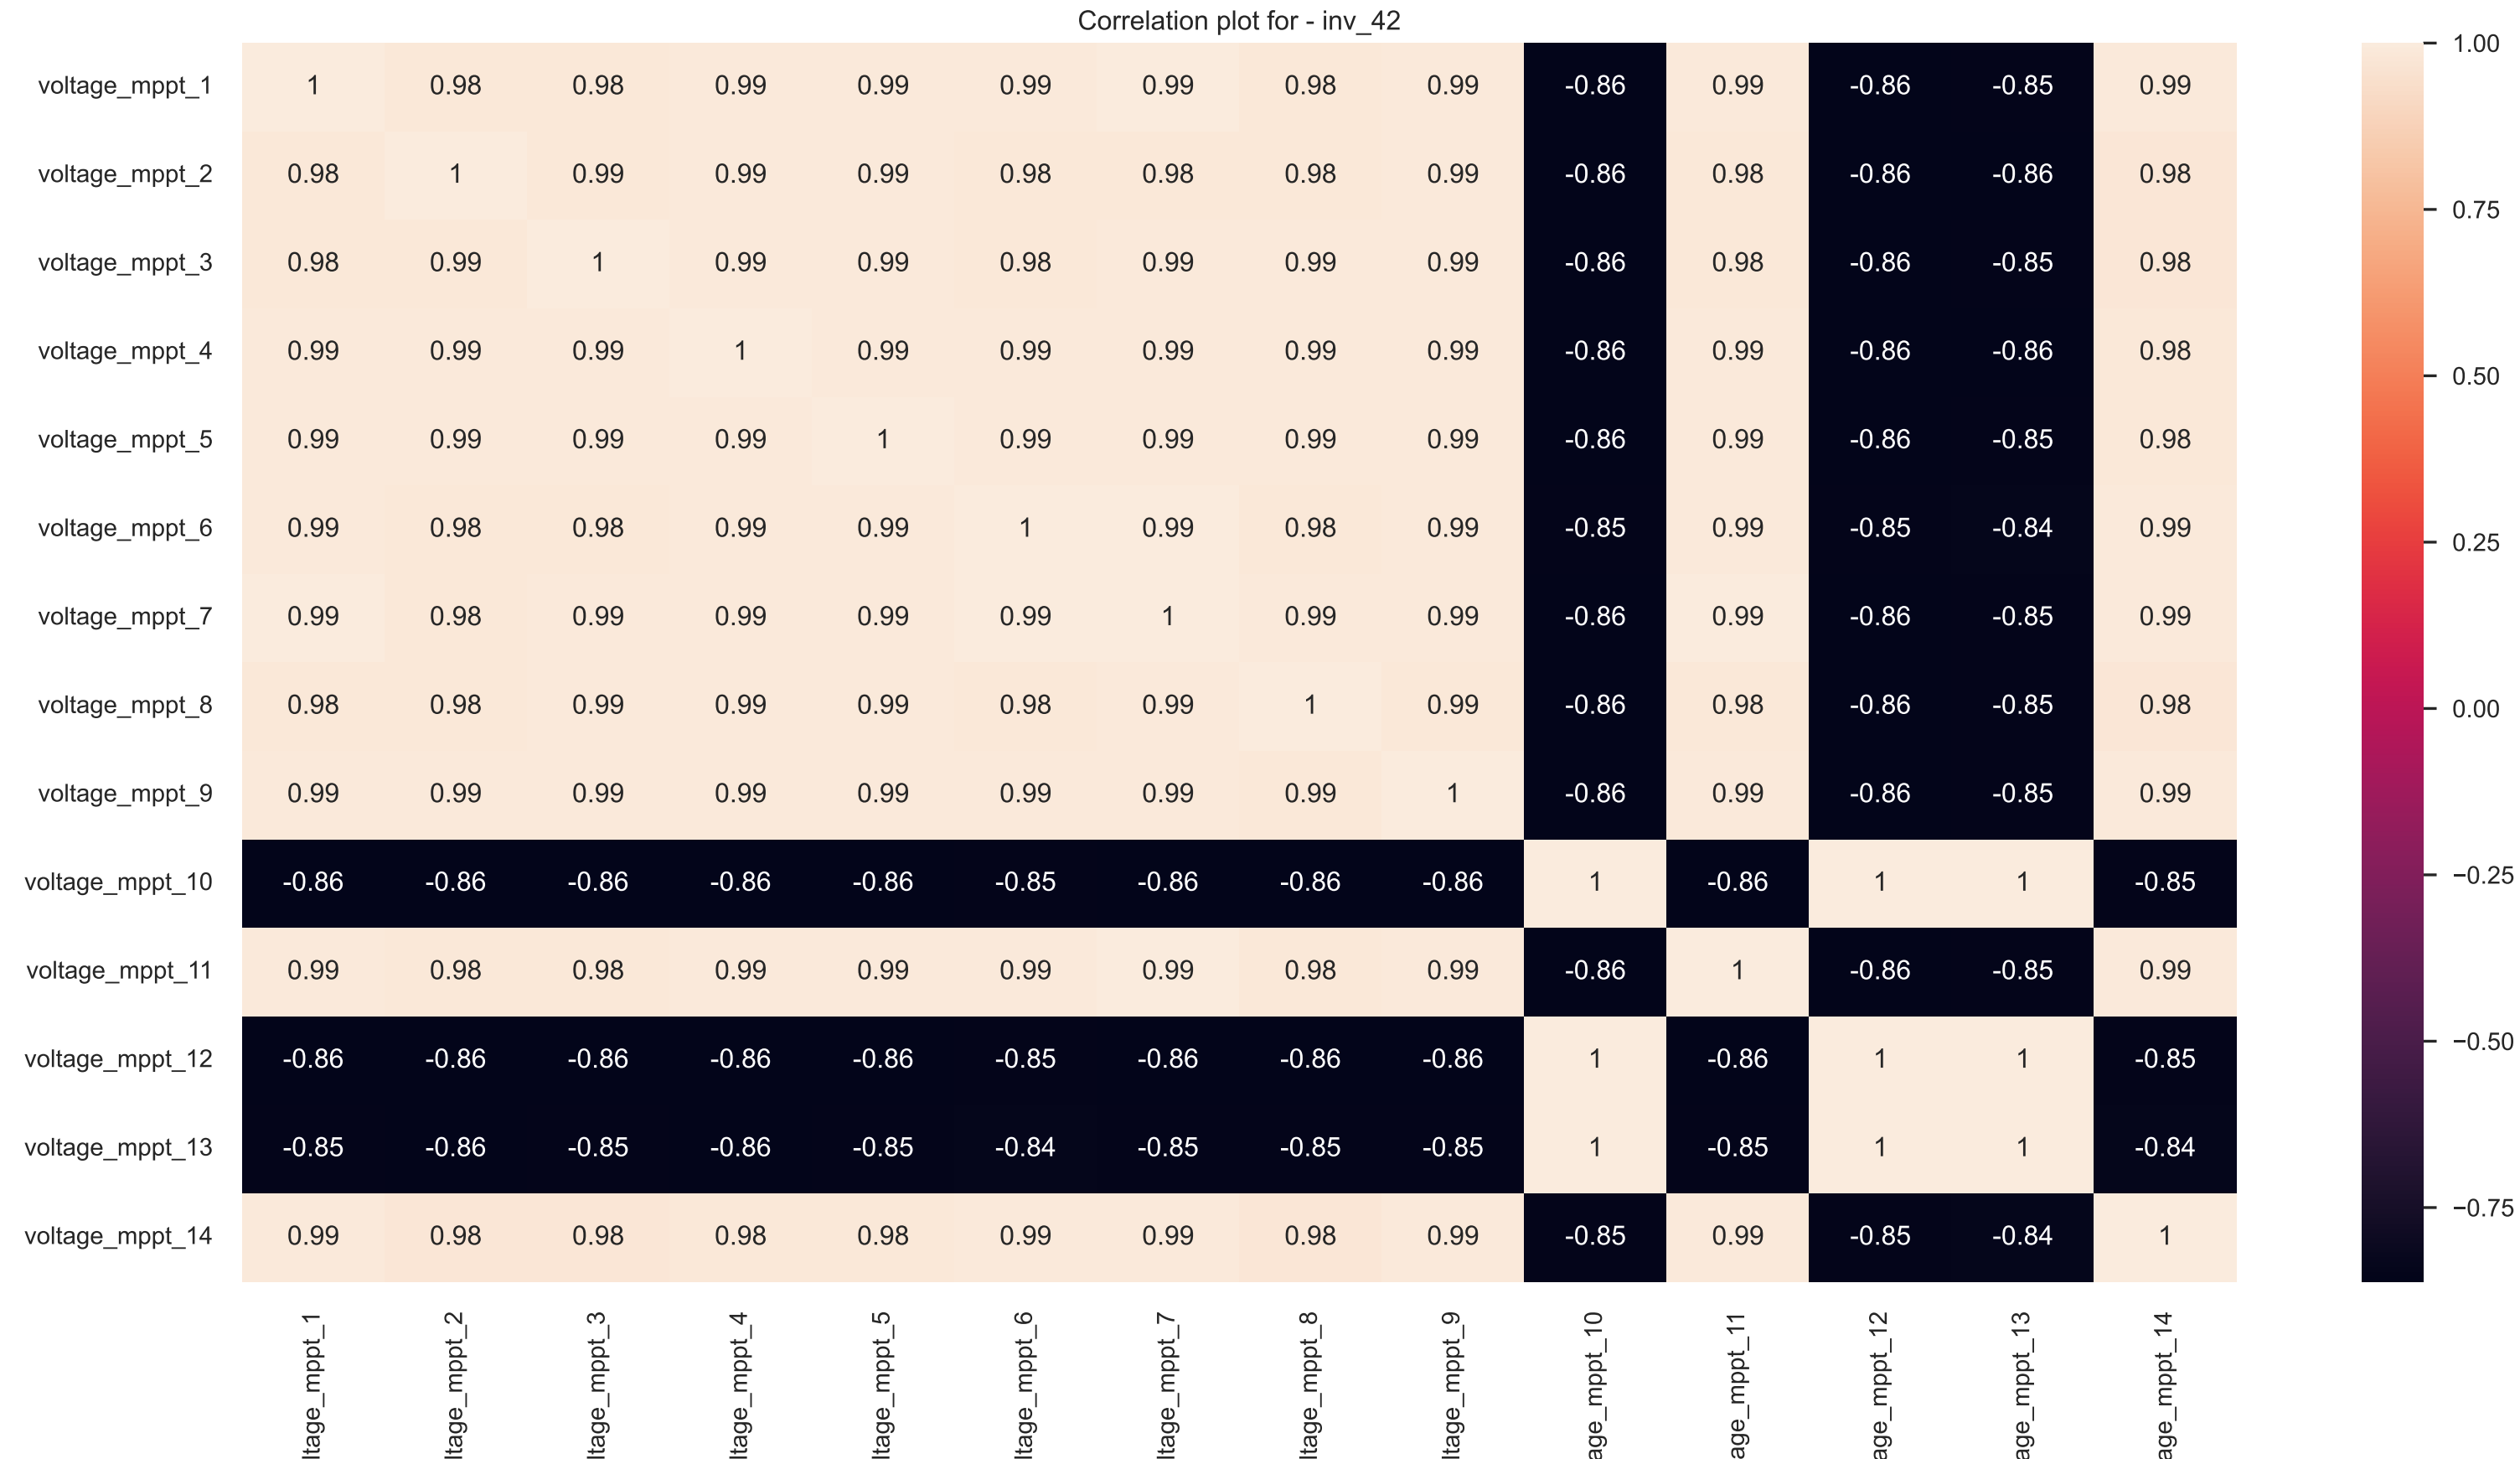 Correlation plot for - inv_42
voltage_mppt_1 1 0.98 0.98 0.99 0.99 0.99 0.99 0.98 0.99 -0.86 0.99 -0.86 -0.85 0.99
voltage_mppt_2 0.98 1 0.99 0.99 0.99 0.98 0.98 0.98 0.99 -0.86 0.98 -0.86 -0.86 0.98
voltage_mppt_3 0.98 0.99 1 0.99 0.99 0.98 0.99 0.99 0.99 -0.86 0.98 -0.86 -0.85 0.98
voltage_mppt_4 0.99 0.99 0.99 1 0.99 0.99 0.99 0.99 0.99 -0.86 0.99 -0.86 -0.86 0.98
voltage_mppt_5 0.99 0.99 0.99 0.99 1 0.99 0.99 0.99 0.99 -0.86 0.99 -0.86 -0.85 0.98
voltage_mppt_6 0.99 0.98 0.98 0.99 0.99 1 0.99 0.98 0.99 -0.85 0.99 -0.85 -0.84 0.99
voltage_mppt_7 0.99 0.98 0.99 0.99 0.99 0.99 1 0.99 0.99 -0.86 0.99 -0.86 -0.85 0.99
voltage_mppt_8 0.98 0.98 0.99 0.99 0.99 0.98 0.99 1 0.99 -0.86 0.98 -0.86 -0.85 0.98
voltage_mppt_9 0.99 0.99 0.99 0.99 0.99 0.99 0.99 0.99 1 -0.86 0.99 -0.86 -0.85 0.99
voltage_mppt_10 -0.86 -0.86 -0.86 -0.86 -0.86 -0.85 -0.86 -0.86 -0.86 1 -0.86 1 1 -0.85
voltage_mppt_11 0.99 0.98 0.98 0.99 0.99 0.99 0.99 0.98 0.99 -0.86 1 -0.86 -0.85 0.99
voltage_mppt_12 -0.86 -0.86 -0.86 -0.86 -0.86 -0.85 -0.86 -0.86 -0.86 1 -0.86 1 1 -0.85
voltage_mppt_13 -0.85 -0.86 -0.85 -0.86 -0.85 -0.84 -0.85 -0.85 -0.85 1 -0.85 1 1 -0.84
voltage_mppt_14 0.99 0.98 0.98 0.98 0.98 0.99 0.99 0.98 0.99 -0.85 0.99 -0.85 -0.84 1
ltage_mppt_1
ltage_mppt_2
ltage_mppt_3
ltage_mppt_4
ltage_mppt_5
ltage_mppt_6
ltage_mppt_7
ltage_mppt_8
ltage_mppt_9
age_mppt_10
age_mppt_11
age_mppt_12
age_mppt_13
age_mppt_14
1.00
0.75
0.50
0.25
0.00
−0.25
−0.50
−0.75